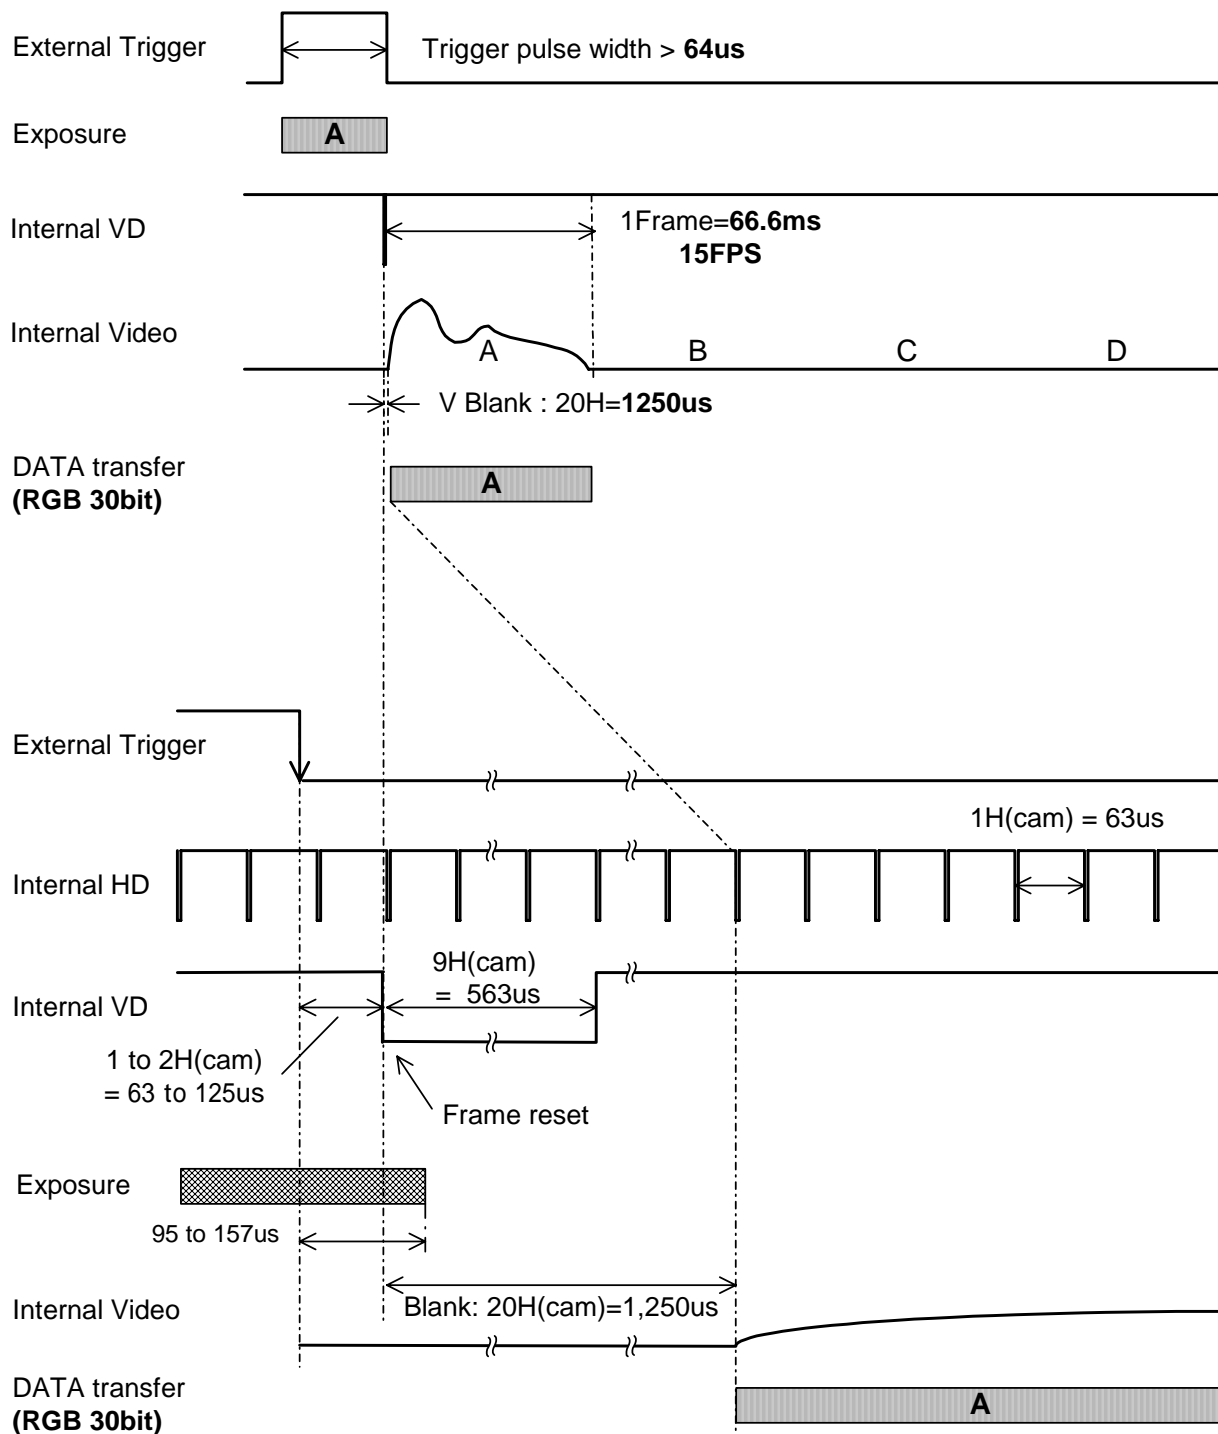 External Trigger
Trigger pulse width > 64us
Exposure
A
Internal VD
1Frame=66.6ms
15FPS
Internal Video
A
B
C
D
V Blank : 20H=1250us
DATA transfer
(RGB 30bit)
A
External Trigger
1H(cam) = 63us
Internal HD
9H(cam)
= 563us
Internal VD
1 to 2H(cam)
= 63 to 125us
Frame reset
Exposure
95 to 157us
Internal Video
Blank: 20H(cam)=1,250us
DATA transfer
(RGB 30bit)
A